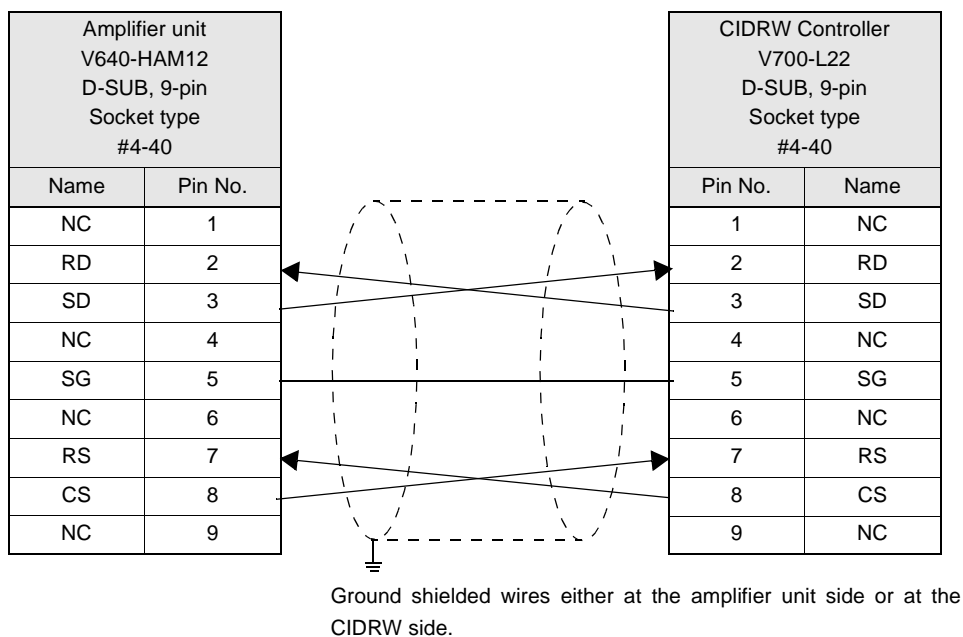 Amplifier unit
V640-HAM12
D-SUB, 9-pin
Socket type
#4-40
Name Pin No.
NC 1
RD 2
SD 3
NC 4
SG 5
NC 6
RS 7
CS 8
NC 9
CIDRW Controller
V700-L22
D-SUB, 9-pin
Socket type
#4-40
Pin No. Name
1 NC
2 RD
3 SD
4 NC
5 SG
6 NC
7 RS
8 CS
9 NC
Ground shielded wires either at the amplifier unit side or at the
CIDRW side.